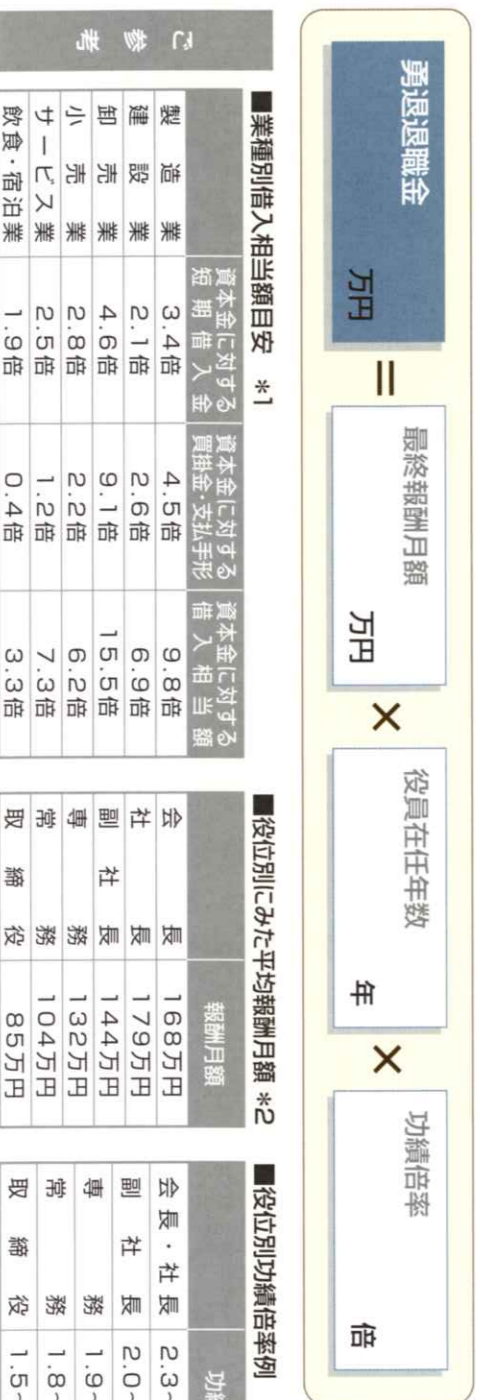 勇退退職金 万円 = 最終報酬月額 万円 × 役員在任年数 年 × 功績倍率 倍
ご参考
■業種別借入相当額目安 *1
資本金に対する短期借入金 資本金に対する買掛金・支払手形 資本金に対する借入相当額
製造業 3.4倍 4.5倍 9.8倍
建設業 2.1倍 2.6倍 6.9倍
卸売業 4.6倍 9.1倍 15.5倍
小売業 2.8倍 2.2倍 6.2倍
サービス業 2.5倍 1.2倍 7.3倍
飲食・宿泊業 1.9倍 0.4倍 3.3倍
■役位別にみた平均報酬月額 *2
報酬月額
会長 168万円
社長 179万円
副社長 144万円
専務 132万円
常務 104万円
取締役 85万円
■役位別功績倍率例
功績
会長・社長 2.3~
副社長 2.0~
専務 1.9~
常務 1.8~
取締役 1.5~